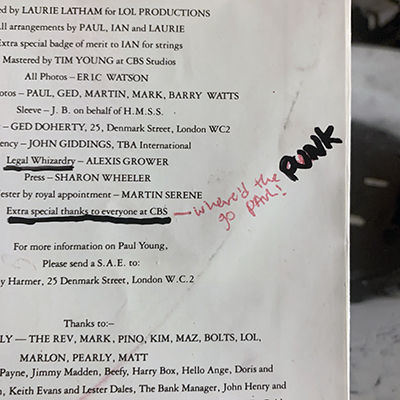 ed by LAURIE LATHAM for LOL PRODUCTIONS
All arrangements by PAUL, IAN and LAURIE
Extra special badge of merit to IAN for strings
Mastered by TIM YOUNG at CBS Studios
All Photos – ERIC WATSON
otos – PAUL, GED, MARTIN, MARK, BARRY WATTS
Sleeve – J. B. on behalf of H.M.S.S.
– GED DOHERTY, 25, Denmark Street, London WC2
ency – JOHN GIDDINGS, TBA International
Legal Whizardry – ALEXIS GROWER
Press – SHARON WHEELER
ester by royal appointment – MARTIN SERENE
Extra special thanks to everyone at CBS
where'd the PUNK
go PAUL!
For more information on Paul Young,
Please send a S.A.E. to:
y Harmer, 25 Denmark Street, London W.C.2
Thanks to:–
LY — THE REV, MARK, PINO, KIM, MAZ, BOLTS, LOL,
MARLON, PEARLY, MATT
Payne, Jimmy Madden, Beefy, Harry Box, Hello Ange, Doris and
n, Keith Evans and Lester Dales, The Bank Manager, John Henry and